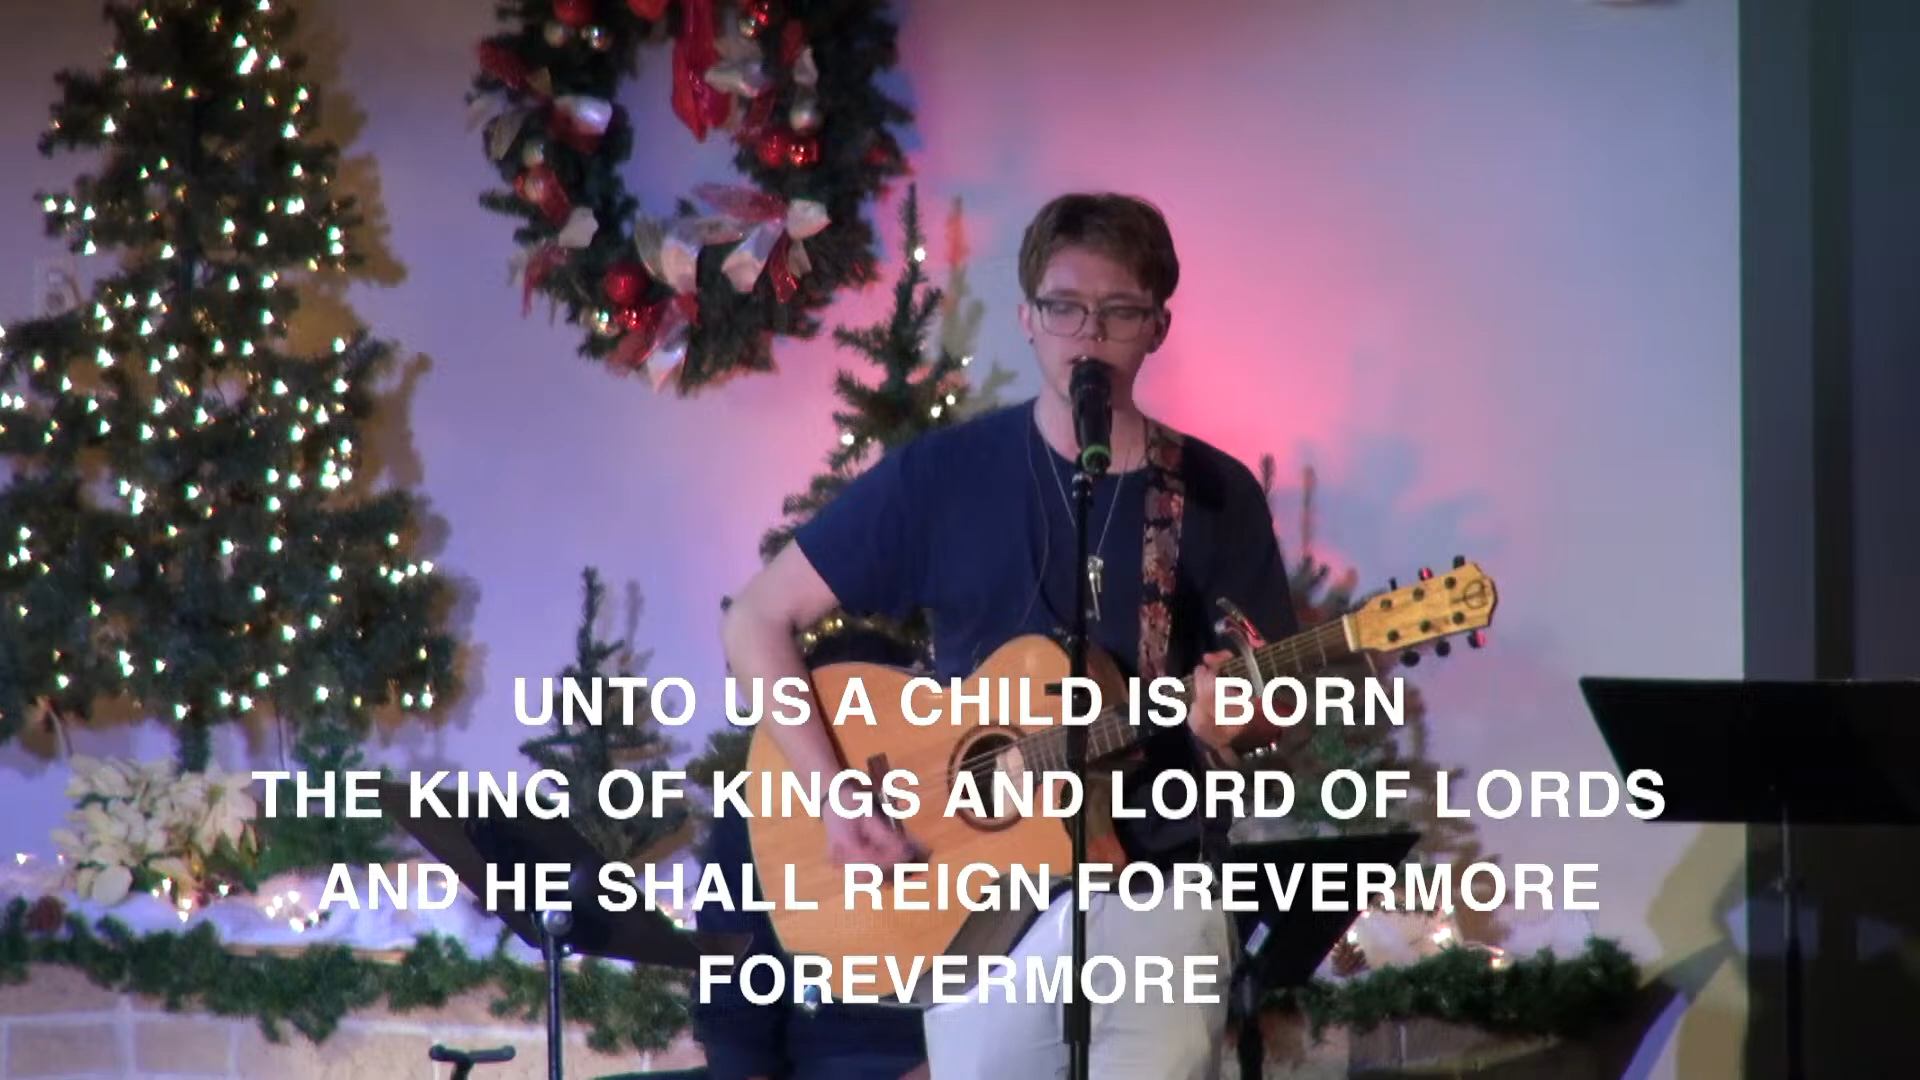 UNTO US A CHILD IS BORN
THE KING OF KINGS AND LORD OF LORDS
AND HE SHALL REIGN FOREVERMORE
FOREVERMORE